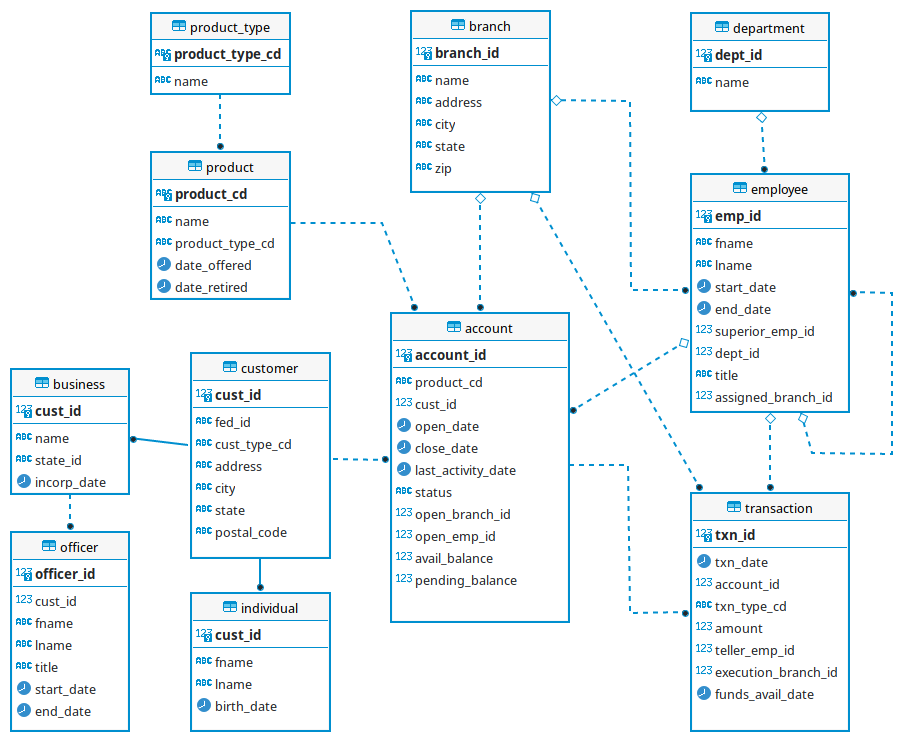 product_type
product_type_cd
name
branch
branch_id
name
address
city
state
zip
department
dept_id
name
product
product_cd
name
product_type_cd
date_offered
date_retired
employee
emp_id
fname
lname
start_date
end_date
superior_emp_id
dept_id
title
assigned_branch_id
account
account_id
product_cd
cust_id
open_date
close_date
last_activity_date
status
open_branch_id
open_emp_id
avail_balance
pending_balance
customer
cust_id
fed_id
cust_type_cd
address
city
state
postal_code
business
cust_id
name
state_id
incorp_date
officer
officer_id
cust_id
fname
lname
title
start_date
end_date
individual
cust_id
fname
lname
birth_date
transaction
txn_id
txn_date
account_id
txn_type_cd
amount
teller_emp_id
execution_branch_id
funds_avail_date